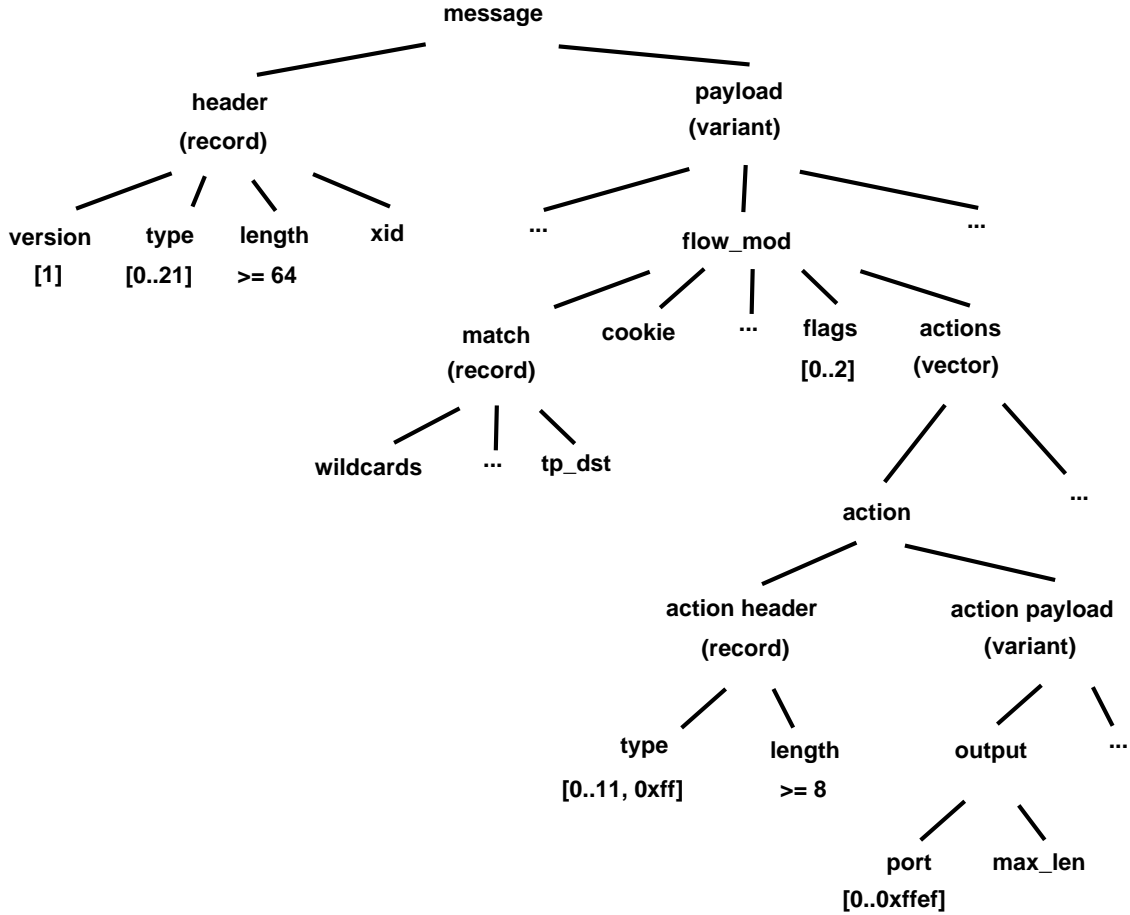 message
header
(record)
payload
(variant)
version
[1]
type
[0..21]
length
>= 64
xid
...
flow_mod
...
match
(record)
cookie
...
flags
[0..2]
actions
(vector)
wildcards
...
tp_dst
action
...
action header
(record)
action payload
(variant)
type
[0..11, 0xff]
length
>= 8
output
...
port
[0..0xffef]
max_len